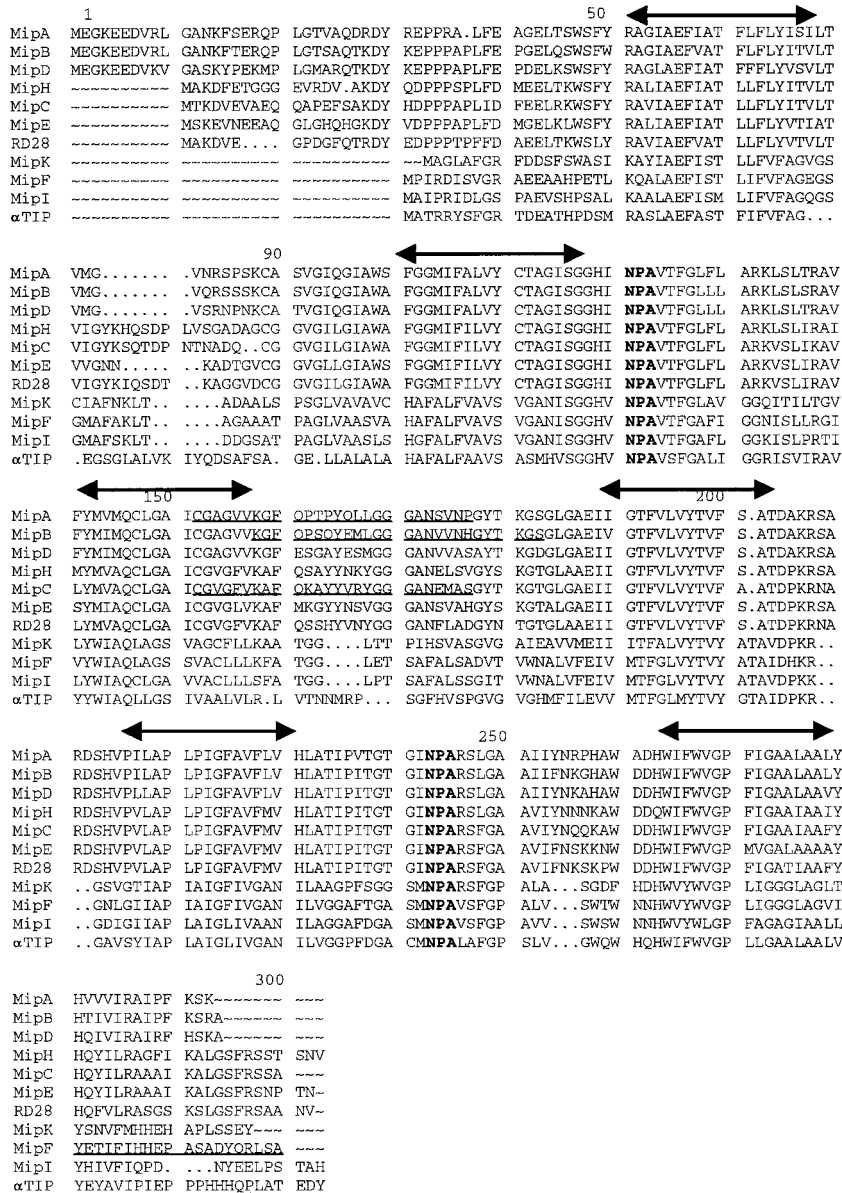 1 50
MipA MEGKEEDVRL GANKFSERQP LGTVAQDRDY REPPRA.LFE AGELTSWSFY RAGIAEFIAT FLFLYISILT
MipB MEGKEEDVRV GANKFTERQP LGTSAQTKDY KEPPPAPLFE PGELQSWSFW RAGIAEFVAT FLFLYITVLT
MipD MEGKEEDVKV GASKYPEKMP LGMARQTKDY KEPPPAPLFE PDELKSWSFY RAGLAEFIAT FFFLYVSVLT
MipH ~~~~~~~~~~ MAKDFETGGG EVRDV.AKDY QDPPPSPLFD MEELTKWSFY RALIAEFIAT LLFLYITVLT
MipC ~~~~~~~~~~ MTKDVEVAEQ QAPEFSAKDY HDPPPAPLID FEELRKWSFY RAVIAEFIAT LLFLYITVLT
MipE ~~~~~~~~~~ MSKEVNEEAQ GLGHQHGKDY VDPPPAPLFD MGELKLWSFY RALIAEFIAT LLFLYVTIAT
RD28 ~~~~~~~~~~ MAKDVE.... GPDGFQTRDY EDPPPTPFFD AEELTKWSLY RAVIAEFVAT LLFLYITVLT
MipK ~~~~~~~~~~ ~~~~~~~~~~ ~~~~~~~~~~ ~~MAGLAFGR FDDSFSWASI KAYIAEFIST LLFVFAGVGS
MipF ~~~~~~~~~~ ~~~~~~~~~~ ~~~~~~~~~~ MPIRDISVGR AEEAAHPETL KQALAEFIST LIFVFAGEGS
MipI ~~~~~~~~~~ ~~~~~~~~~~ ~~~~~~~~~~ MAIPRIDLGS PAEVSHPSAL KAALAEFISM LIFVFAGQGS
αTIP ~~~~~~~~~~ ~~~~~~~~~~ ~~~~~~~~~~ MATRRYSFGR TDEATHPDSM RASLAEFAST FIFVFAG...
90
MipA VMG....... VNRSPSKCA SVGIQGIAWS FGGMIFALVY CTAGISGGHI NPAVTFGLFL ARKLSLTRAV
MipB VMG....... VQRSSSKCA SVGIQGIAWA FGGMIFALVY CTAGISGGHI NPAVTFGLLL ARKLSLSRAV
MipD VMG....... VSRNPNKCA TVGIQGIAWA FGGMIFALVY CTAGISGGHI NPAVTFGLLL ARKLSLTRAV
MipH VIGYKHQSDP LVSGADAGCG GVGILGIAWA FGGMIFILVY CTAGISGGHI NPAVTFGLFL ARKLSLIRAI
MipC VIGYKSQTDP NTNADQ..CG GVGILGIAWA FGGMIFILVY CTAGISGGHI NPAVTFGLFL ARKVSLIRAV
MipE VVGNN..... KADTGVCG GVGLLGIAWA FGGMIFVLVY CTAGISGGHI NPAVTFGLFL ARKVSLIRAV
RD28 VIGYKIQSDT KAGGVDCG GVGILGIAWA FGGMIFILVY CTAGISGGHI NPAVTFGLFL ARKVSLIRAV
MipK CIAFNKLT.. ..ADAALS PSGLVAVAVC HAFALFVAVS VGANISGGHV NPAVTFGLAV GGQITILTGV
MipF GMAFAKLT.. ..AGAAAT PAGLVAASVA HAFALFVAVS VGANISGGHV NPAVTFGAFI GGNISLLRGI
MipI GMAFSKLT.. ..DDGSAT PAGLVAASLS HGFALFVAVS VGANISGGHV NPAVTFGAFL GGKISLPRTI
αTIP .EGSGLALVK IYQDSAFSA. GE.LLALALA HAFALFAAVS ASMHVSGGHV NPAVSFGALI GGRISVIRAV
150 200
MipA FYMVMQCLGA ICGAGVVKGF QPTPYQLLGG GANSVNPGYT KGSGLGAEII GTFVLVYTVF S.ATDAKRSA
MipB FYMIMQCLGA ICGAGVVKGF QPSQYEMLGG GANVVNHGYT KGSGLGAEIV GTFVLVYTVF S.ATDAKRSA
MipD FYMIMQCLGA ICGAGVVKGF ESGAYESMGG GANVVASAYT KGDGLGAEII GTFVLVYTVF S.ATDAKRSA
MipH MYMVAQCLGA ICGVGFVKAF QSAYYNKYGG GANELSVGYS KGTGLAAEII GTFVLVYTVF S.ATDPKRSA
MipC LYMVAQCLGA ICGVGFVKAF QKAYYVRYGG GANEMASGYT KGTGLGAEII GTFVLVYTVF A.ATDPKRNA
MipE SYMIAQCLGA ICGVGLVKAF MKGYYNSVGG GANSVAHGYS KGTALGAEII GTFVLVYTVF S.ATDPKRSA
RD28 LYMVAQCLGA ICGVGFVKAF QSSHYVNYGG GANFLADGYN TGTGLAAEII GTFVLVYTVF S.ATDPKRNA
MipK LYWIAQLAGS VAGCFLLKAA TGG....LTT PIHSVASGVG AIEAVVMEII ITFALVYTVY ATAVDPKR..
MipF VYWIAQLAGS SVACLLLKFA TGG....LET SAFALSADVT VWNALVFEIV MTFGLVYTVY ATAIDHKR..
MipI LYWIAQLAGA VVACLLLSFA TGG....LPT SAFALSSGIT VWNALVFEIV MTFGLVYTVY ATAVDPKR..
αTIP YYWIAQLLGS IVAALVLR.L VTNNMRP... SGFHVSPGVG VGHMFILEVV MTFGLMYTVY GTAIDPKR..
250
MipA RDSHVPILAP LPIGFAVFLV HLATIPVTGT GINPARSLGA AIIYNRPHAW ADHWIFWVGP FIGAALAALY
MipB RDSHVPILAP LPIGFAVFLV HLATIPITGT GINPARSLGA AIIFNKGHAW DDHWIFWVGP FIGAALAALY
MipD RDSHVPLLAP LPIGFAVFLV HLATIPITGT GINPARSLGA AIIYNKAHAW DDHWIFWVGP FIGAALAAVY
MipH RDSHVPVLAP LPIGFAVFMV HLATIPITGT GINPARSFGA AVIYNNNKAW DDQWIFWVGP FIGAAIAAIY
MipC RDSHVPVLAP LPIGFAVFMV HLATIPITGT GINPARSFGA AVIYNQQKAW DDHWIFWVGP FIGAAIAAFY
MipE RDSHVPVLAP LPIGFAVFMV HLATIPITGT GINPARSFGA AVIFNSKKNW DDHWIFWVGP MVGALAAAAY
RD28 RDSHVPVLAP LPIGFAVFMV HLATIPITGT GINPARSFGA AVIFNKSKPW DDHWIFWVGP FIGATIAAFY
MipK ..GSVGTIAP IAIGFIVGAN ILAAGPFSGG SMNPARSFGP ALA...SGDF HDHWVYWVGP LIGGGLAGLT
MipF ..GNLGIIAP IAIGFIVGAN ILVGGAFTGA SMNPAVSFGP ALV...SWTW NNHWVYWVGP LIGGGLAGVI
MipI ..GDIGIIAP IAIGLIVAAN ILAGGAFDGA SMNPAVSFGP AVV...SWSW SNHWVYWLGP FAGAGIAALL
αTIP ..GAVSYIAP LAIGLIVGAN ILVGGPFDGA CMNPALAFGP SLV...GWQW HQHWIFWVGP LLGAALAALV
300
MipA HVVVIRAIPF KSK~~~~~~~ ~~~
MipB HTIVIRAIPF KSRA~~~~~~ ~~~
MipD HQIVIRAIRF HSKA~~~~~~ ~~~
MipH HQYILRAGFI KALGSFRSST SNV
MipC HQYILRAAAI KALGSFRSSA ~~~
MipE HQYILRAAAI KALGSFRSNP TN~
RD28 HQFVLRASGS KSLGSFRSAA NV~
MipK YSNVFMHHEH APLSSEY~~~ ~~~
MipF YETIFIHHEP ASADYQRLSA ~~~
MipI YHIVFIQPD. ..NYEELPS TAH
αTIP YEYAVIPIEP PPHHHQPLAT EDY